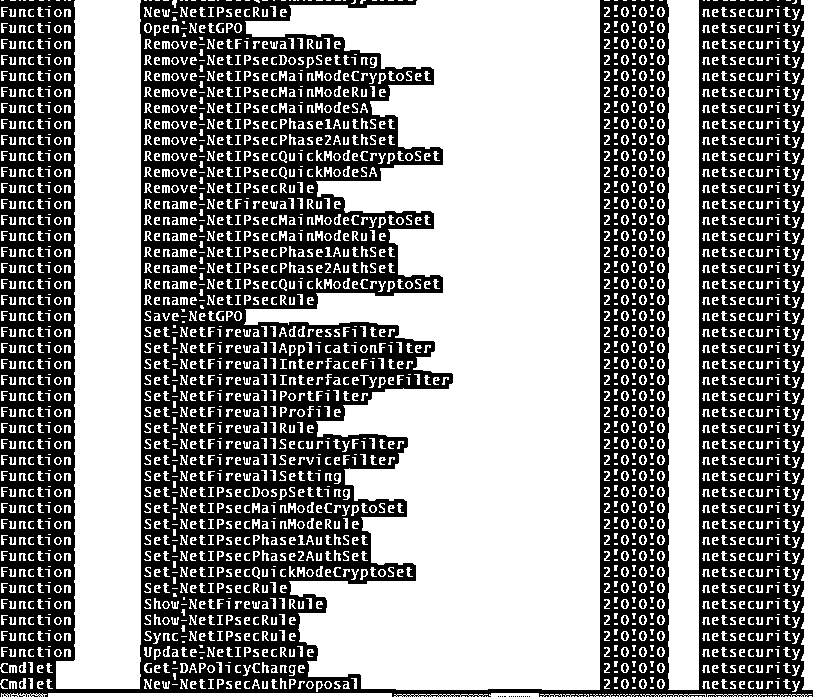 Function New-NetIPsecRule 2.0.0.0 netsecurity
Function Open-NetGPO 2.0.0.0 netsecurity
Function Remove-NetFirewallRule 2.0.0.0 netsecurity
Function Remove-NetIPsecDospSetting 2.0.0.0 netsecurity
Function Remove-NetIPsecMainModeCryptoSet 2.0.0.0 netsecurity
Function Remove-NetIPsecMainModeRule 2.0.0.0 netsecurity
Function Remove-NetIPsecMainModeSA 2.0.0.0 netsecurity
Function Remove-NetIPsecPhase1AuthSet 2.0.0.0 netsecurity
Function Remove-NetIPsecPhase2AuthSet 2.0.0.0 netsecurity
Function Remove-NetIPsecQuickModeCryptoSet 2.0.0.0 netsecurity
Function Remove-NetIPsecQuickModeSA 2.0.0.0 netsecurity
Function Remove-NetIPsecRule 2.0.0.0 netsecurity
Function Rename-NetFirewallRule 2.0.0.0 netsecurity
Function Rename-NetIPsecMainModeCryptoSet 2.0.0.0 netsecurity
Function Rename-NetIPsecMainModeRule 2.0.0.0 netsecurity
Function Rename-NetIPsecPhase1AuthSet 2.0.0.0 netsecurity
Function Rename-NetIPsecPhase2AuthSet 2.0.0.0 netsecurity
Function Rename-NetIPsecQuickModeCryptoSet 2.0.0.0 netsecurity
Function Rename-NetIPsecRule 2.0.0.0 netsecurity
Function Save-NetGPO 2.0.0.0 netsecurity
Function Set-NetFirewallAddressFilter 2.0.0.0 netsecurity
Function Set-NetFirewallApplicationFilter 2.0.0.0 netsecurity
Function Set-NetFirewallInterfaceFilter 2.0.0.0 netsecurity
Function Set-NetFirewallInterfaceTypeFilter 2.0.0.0 netsecurity
Function Set-NetFirewallPortFilter 2.0.0.0 netsecurity
Function Set-NetFirewallProfile 2.0.0.0 netsecurity
Function Set-NetFirewallRule 2.0.0.0 netsecurity
Function Set-NetFirewallSecurityFilter 2.0.0.0 netsecurity
Function Set-NetFirewallServiceFilter 2.0.0.0 netsecurity
Function Set-NetFirewallSetting 2.0.0.0 netsecurity
Function Set-NetIPsecDospSetting 2.0.0.0 netsecurity
Function Set-NetIPsecMainModeCryptoSet 2.0.0.0 netsecurity
Function Set-NetIPsecMainModeRule 2.0.0.0 netsecurity
Function Set-NetIPsecPhase1AuthSet 2.0.0.0 netsecurity
Function Set-NetIPsecPhase2AuthSet 2.0.0.0 netsecurity
Function Set-NetIPsecQuickModeCryptoSet 2.0.0.0 netsecurity
Function Set-NetIPsecRule 2.0.0.0 netsecurity
Function Show-NetFirewallRule 2.0.0.0 netsecurity
Function Show-NetIPsecRule 2.0.0.0 netsecurity
Function Sync-NetIPsecRule 2.0.0.0 netsecurity
Function Update-NetIPsecRule 2.0.0.0 netsecurity
Cmdlet Get-DAPolicyChange 2.0.0.0 netsecurity
Cmdlet New-NetIPsecAuthProposal 2.0.0.0 netsecurity